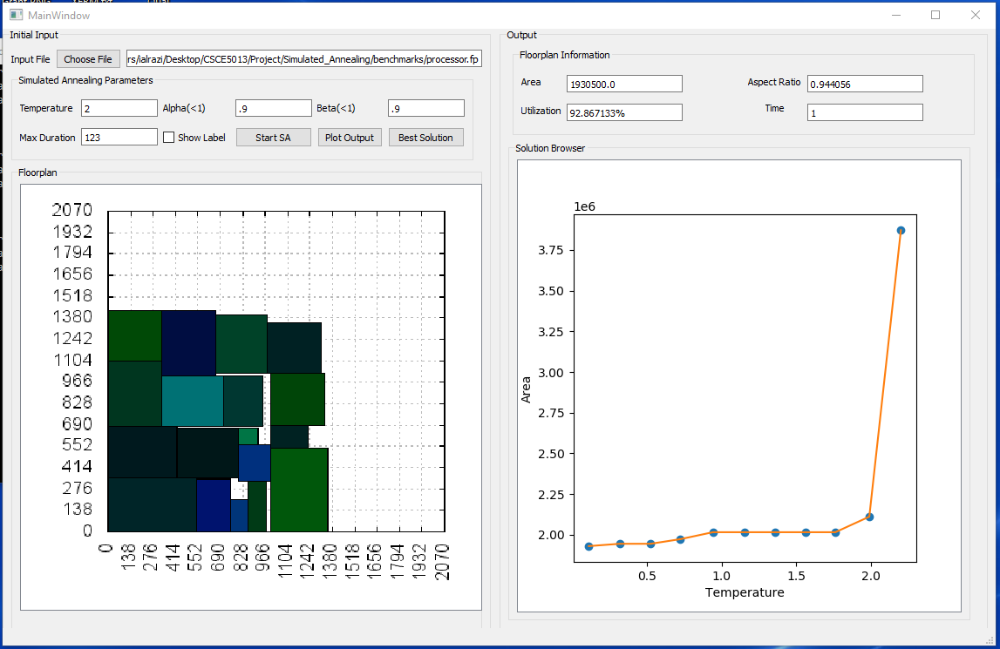 MainWindow
Initial Input
Input File Choose File rs/ialrazi/Desktop/CSCE5013/Project/Simulated_Annealing/benchmarks/processor.fp
Simulated Annealing Parameters
Temperature 2 Alpha(<1) .9 Beta(<1) .9
Max Duration 123 Show Label Start SA Plot Output Best Solution
Floorplan
2070
1932
1794
1656
1518
1380
1242
1104
966
828
690
552
414
276
138
0
0 138 276 414 552 690 828 966 1104 1242 1380 1518 1656 1794 1932 2070
Output
Floorplan Information
Area 1930500.0 Aspect Ratio 0.944056
Utilization 92.867133% Time 1
Solution Browser
1e6
3.75
3.50
3.25
3.00
2.75
2.50
2.25
2.00
Area
0.5 1.0 1.5 2.0
Temperature